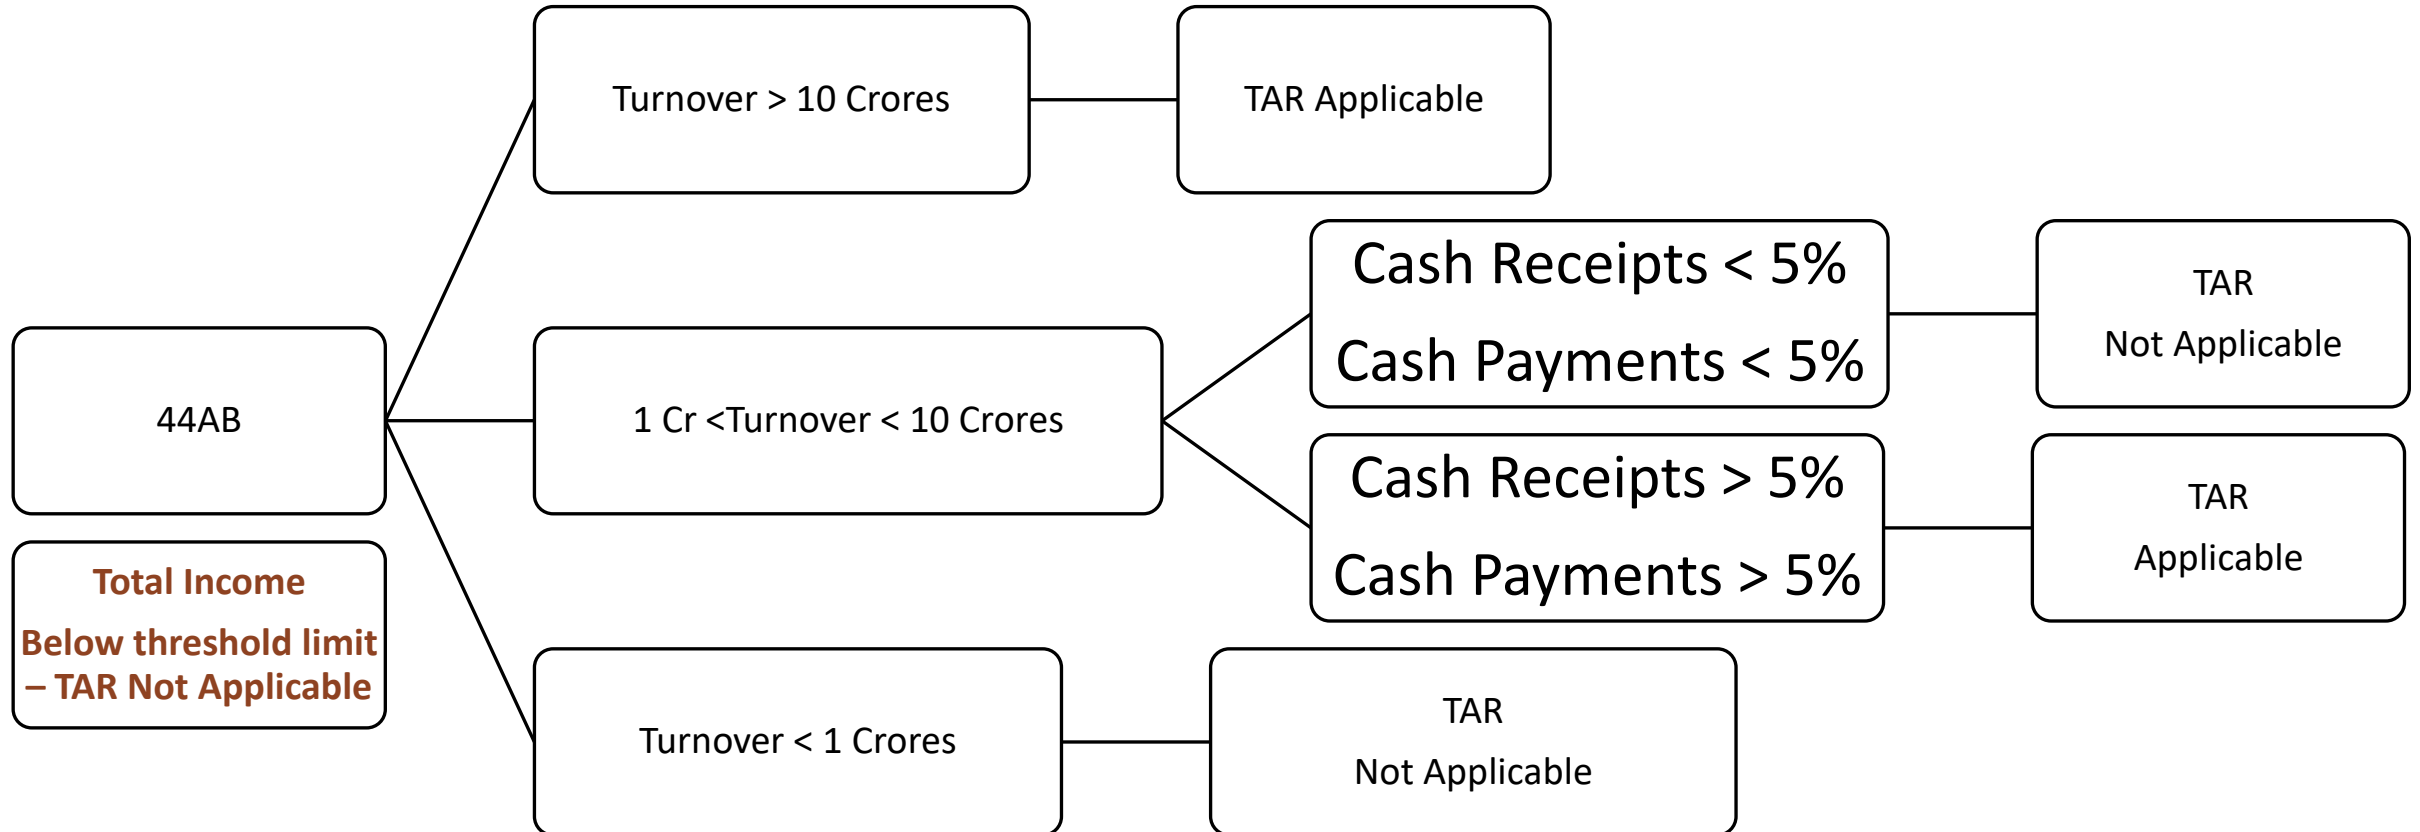 Turnover > 10 Crores
TAR Applicable
Cash Receipts < 5%
Cash Payments < 5%
TAR
Not Applicable
44AB
1 Cr <Turnover < 10 Crores
Cash Receipts > 5%
Cash Payments > 5%
TAR
Applicable
Total Income
Below threshold limit
– TAR Not Applicable
Turnover < 1 Crores
TAR
Not Applicable